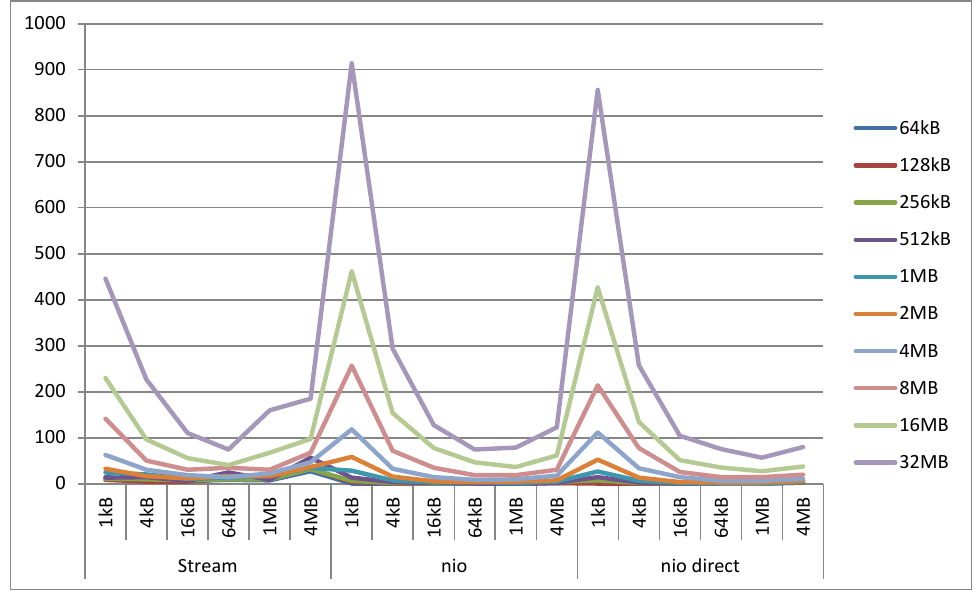 1000
900
800
700
600
500
400
300
200
100
0
1kB 4kB 16kB 64kB 1MB 4MB 1kB 4kB 16kB 64kB 1MB 4MB 1kB 4kB 16kB 64kB 1MB 4MB
Stream nio nio direct
64kB
128kB
256kB
512kB
1MB
2MB
4MB
8MB
16MB
32MB